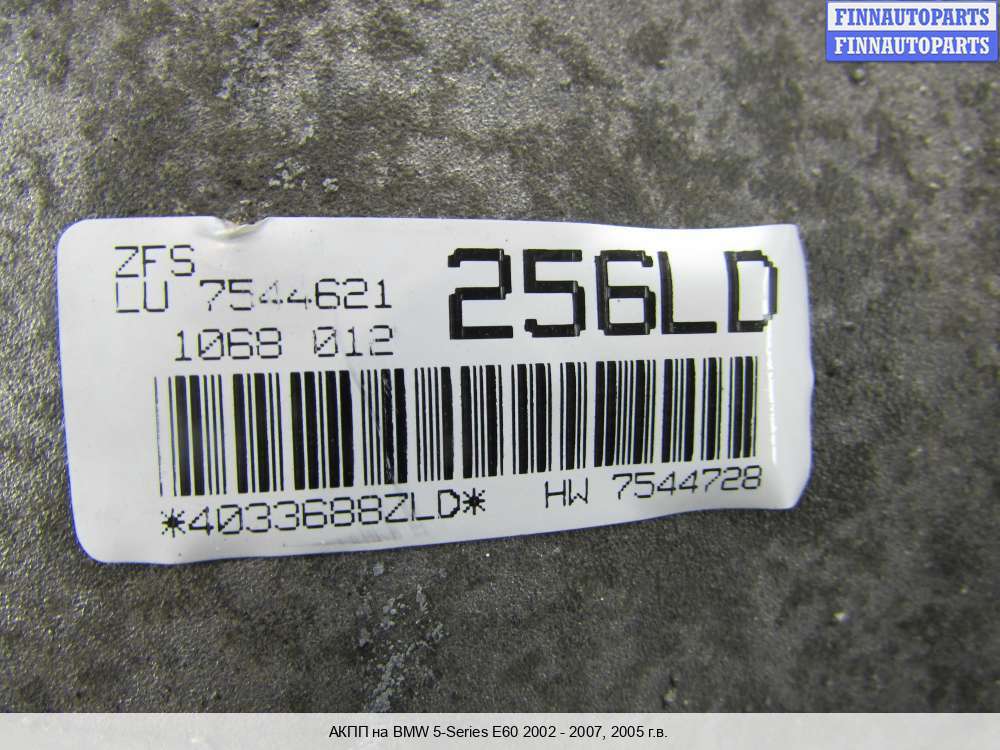 FINNAUTOPARTS
FINNAUTOPARTS
ZFS
LU 7544621
1068 012
256LD
*4033688ZLD*
HW 7544728
АКПП на BMW 5-Series E60 2002 - 2007, 2005 г.в.